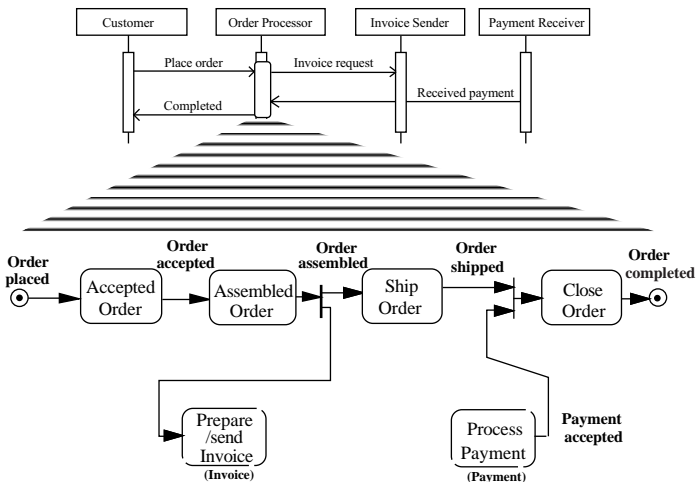 Customer
Order Processor
Invoice Sender
Payment Receiver
Place order
Invoice request
Received payment
Completed
Order
placed
Order
accepted
Order
assembled
Order
shipped
Order
completed
Accepted
Order
Assembled
Order
Ship
Order
Close
Order
Prepare
/send
Invoice
(Invoice)
Process
Payment
(Payment)
Payment
accepted